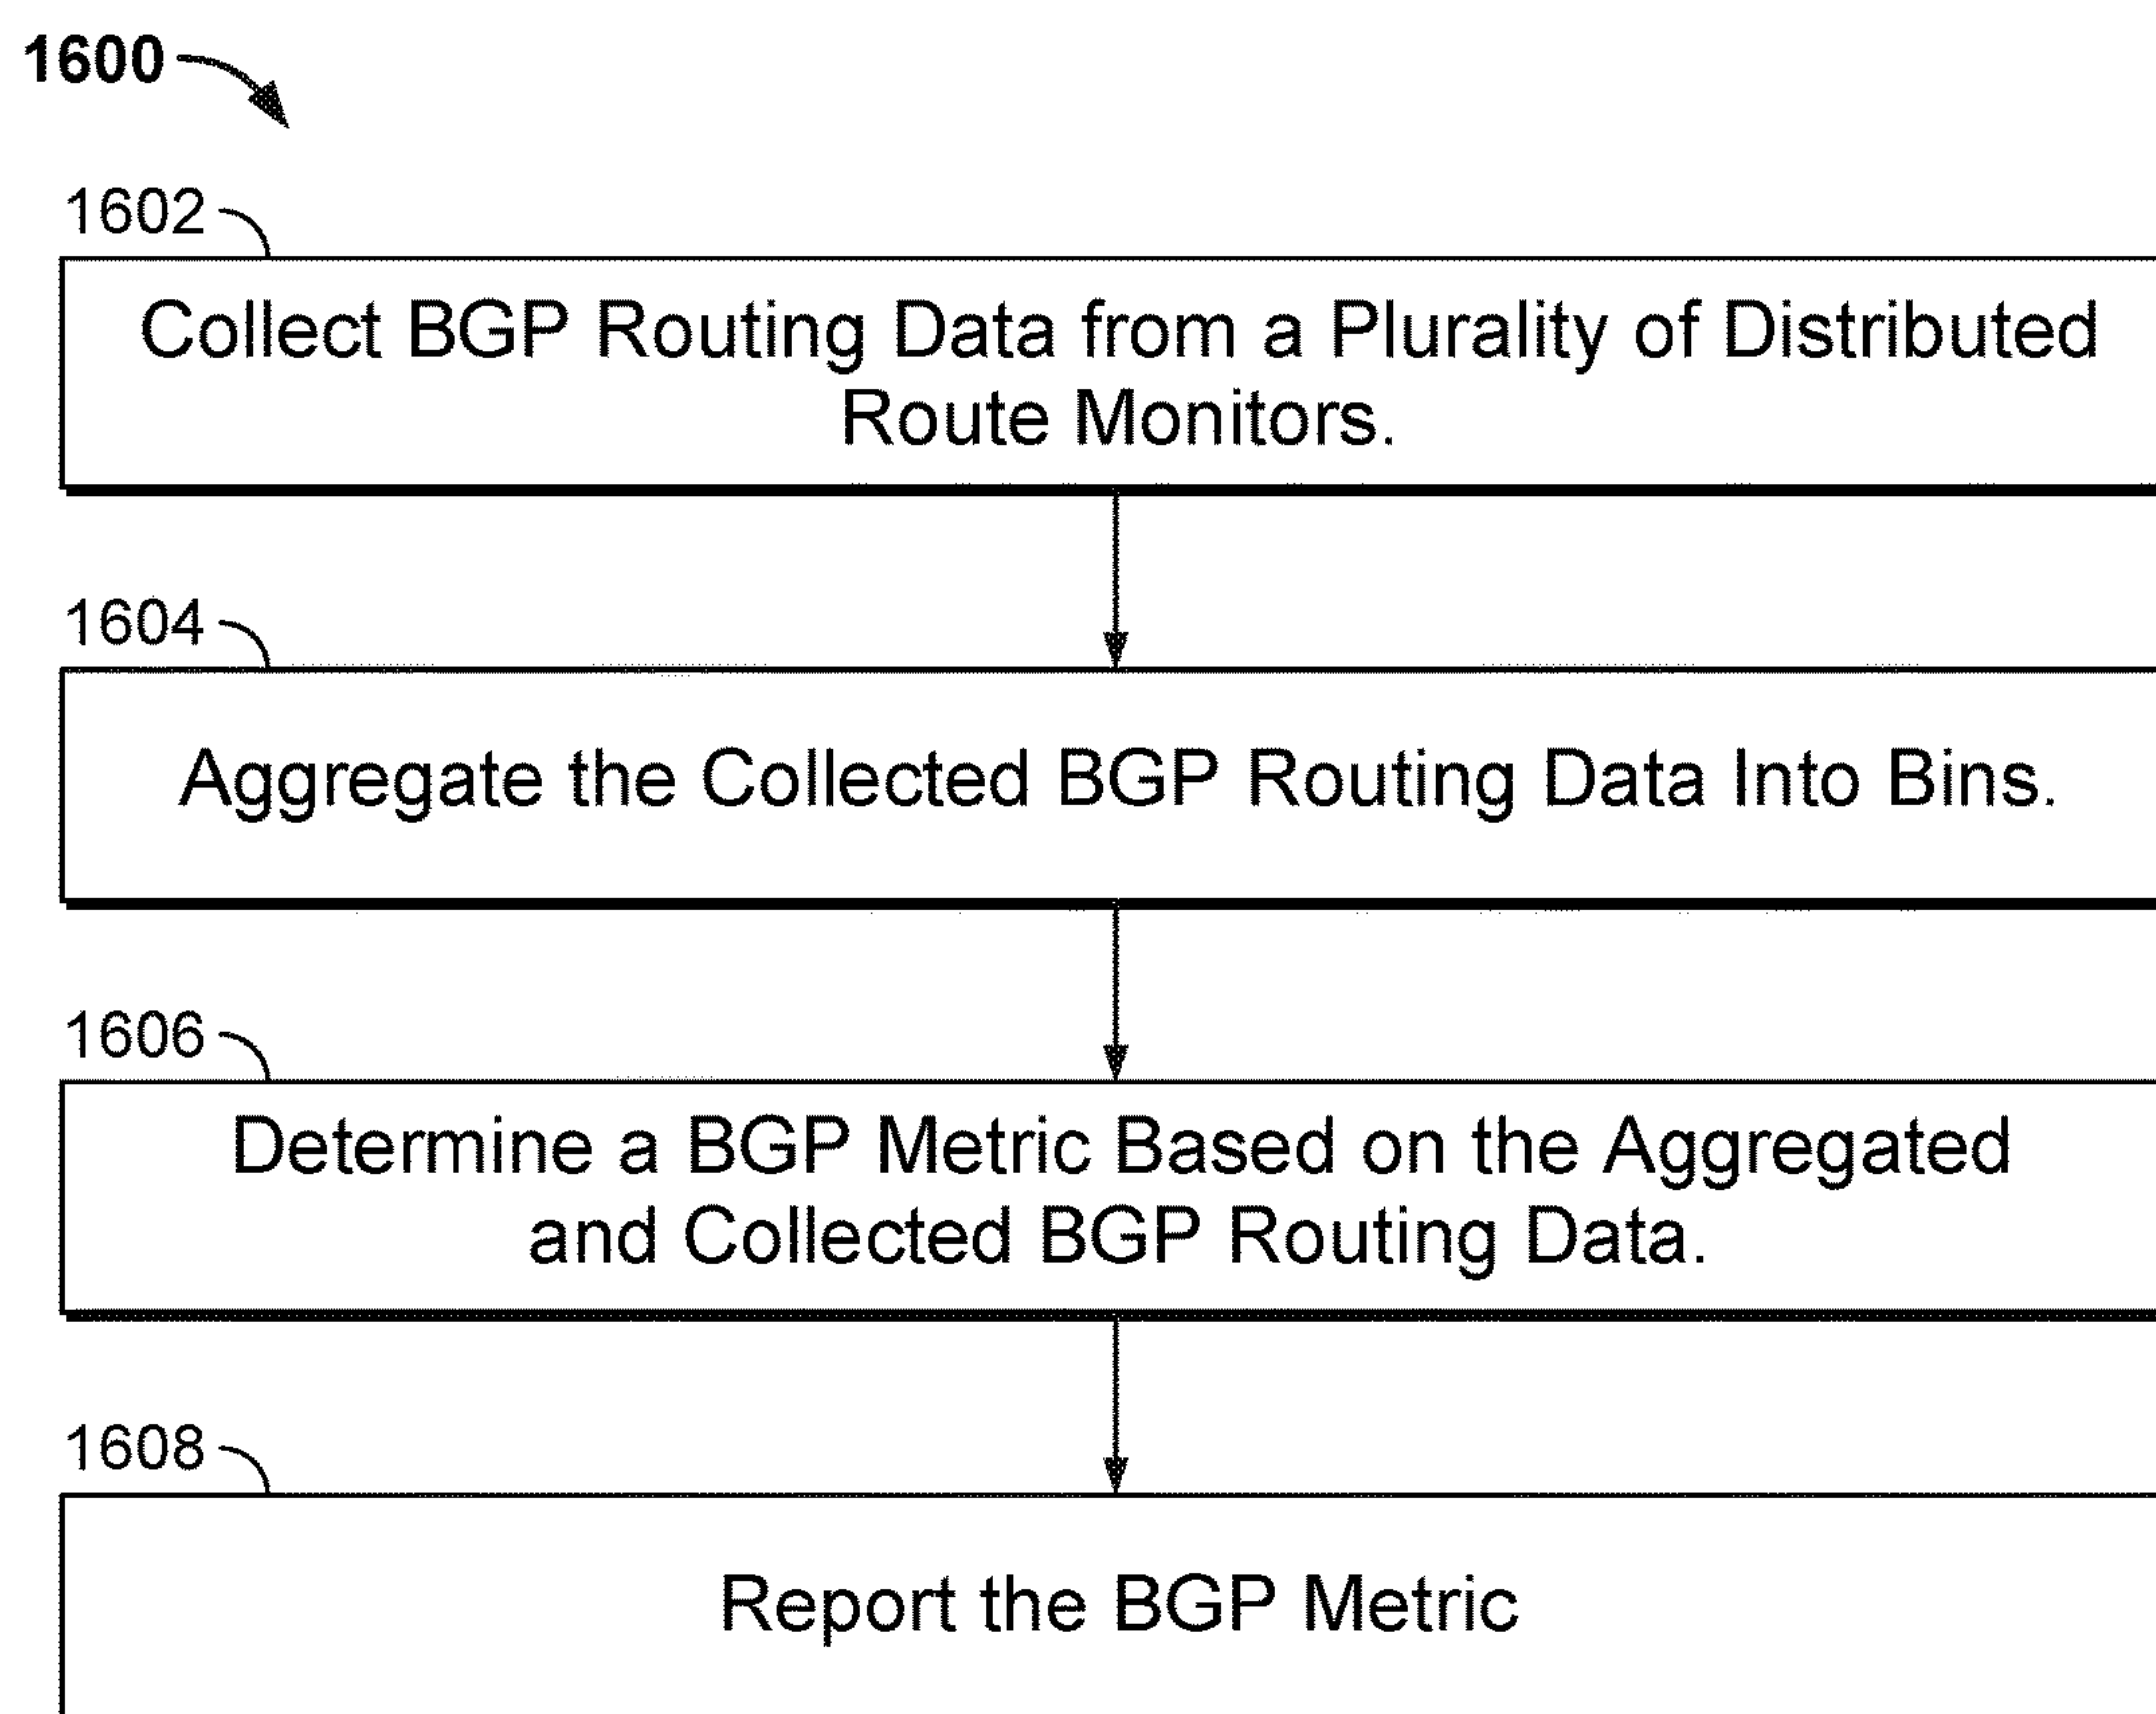 1600
1602
Collect BGP Routing Data from a Plurality of Distributed
Route Monitors.
1604
Aggregate the Collected BGP Routing Data Into Bins.
1606
Determine a BGP Metric Based on the Aggregated
and Collected BGP Routing Data.
1608
Report the BGP Metric